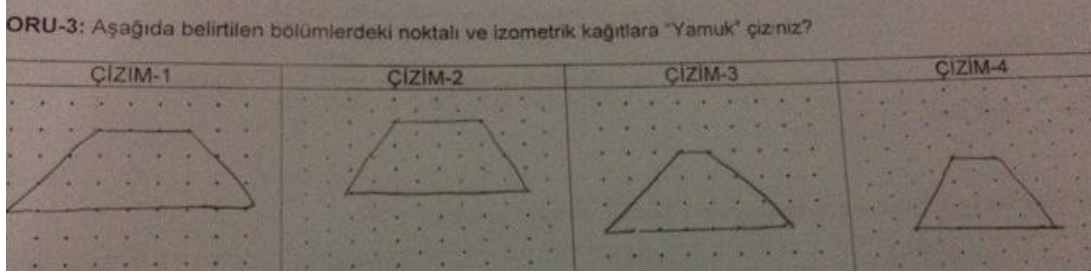 ORU-3: Aşağıda belirtilen bölümlerdeki noktalı ve izometrik kağıtlara "Yamuk" çiziniz?
ÇİZİM-1 ÇİZİM-2 ÇİZİM-3 ÇİZİM-4